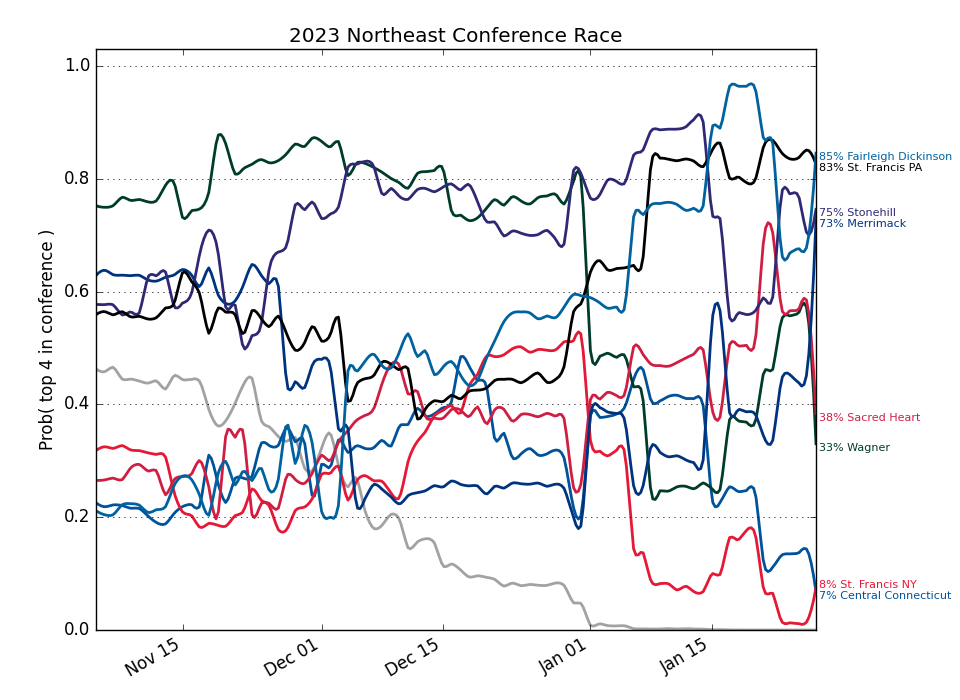 2023 Northeast Conference Race
Prob( top 4 in conference )
1.0
0.8
0.6
0.4
0.2
0.0
Nov 15
Dec 01
Dec 15
Jan 01
Jan 15
85% Fairleigh Dickinson
83% St. Francis PA
75% Stonehill
73% Merrimack
38% Sacred Heart
33% Wagner
8% St. Francis NY
7% Central Connecticut